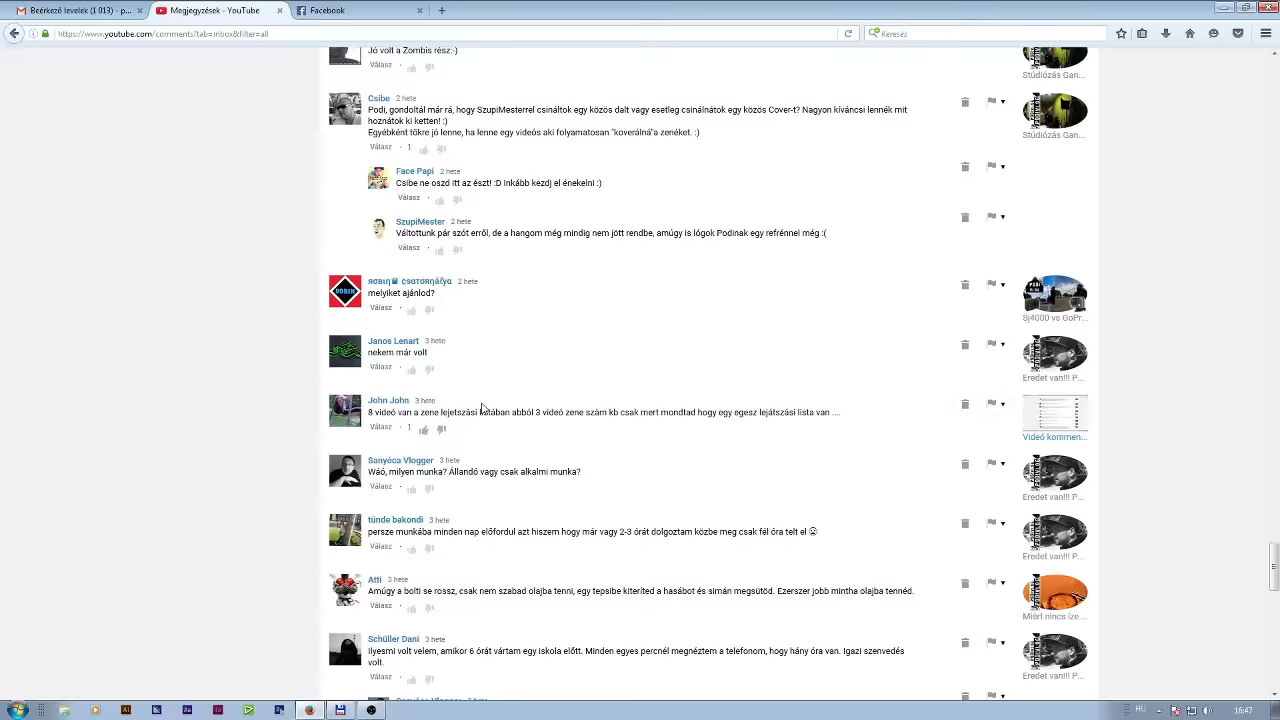 Beérkező levelek (1 013) - p...
Megjegyzések - YouTube
Facebook
https://www.youtube.com/comments?tab=inbox&filter=all
Keresés
Jó volt a Zombis rész:-)
Válasz
Stúdiózás Gan...
Csibe 2 hete
Podi, gondoltál már rá, hogy SzupiMesterrel csináltok egy közös dalt vagy esetleg csinálnátok egy közös Cover-t? Nagyon kíváncsi lennék mit
hoznátok ki ketten! :)
Egyébként tökre jó lenne, ha lenne egy videós aki folyamatosan "koverálná"a zenéket. :)
Válasz · 1
Stúdiózás Gan...
Face Papi 2 hete
Csibe ne oszd itt az észt! :D Inkább kezdj el énekelni :)
Válasz ·
SzupiMester 2 hete
Váltottunk pár szót erről, de a hangom még mindig nem jött rendbe, amúgy is lógok Podinak egy refrénnel még :(
Válasz ·
2 hete
melyiket ajánlod?
Válasz ·
Sj4000 vs GoPr...
Janos Lenart 3 hete
nekem már volt
Válasz ·
Eredet van!!! P...
John John 3 hete
8 videó van a zene lejetszási listában abból 3 videó zene szám kb csak mert mondtad hogy egy egesz lejátszási lista van ....
Válasz · 1
Videó kommen...
Sanyóca Vlogger 3 hete
Wáó, milyen munka? Állandó vagy csak alkalmi munka?
Válasz ·
Eredet van!!! P...
tünde bakondi 3 hete
persze munkába minden nap előfordul azt hiszem hogy már vagy 2-3 órát dolgoztam közbe meg csak fél óra telt el ☹
Válasz ·
Eredet van!!! P...
Atti 3 hete
Amúgy a bolti se rossz, csak nem szabad olajba tenni, egy tepsibe kiteríted a hasábot és simán megsütöd. Ezerszer jobb mintha olajba tennéd.
Válasz ·
Miért nincs íze ...
Schüller Dani 3 hete
Ilyesmi volt velem, amikor 6 órát vártam egy iskola előtt. Minden egyes percnél megnéztem a telefonom, hogy hány óra van. Igazi szenvedés
volt.
Válasz ·
Eredet van!!! P...
HU
16:47